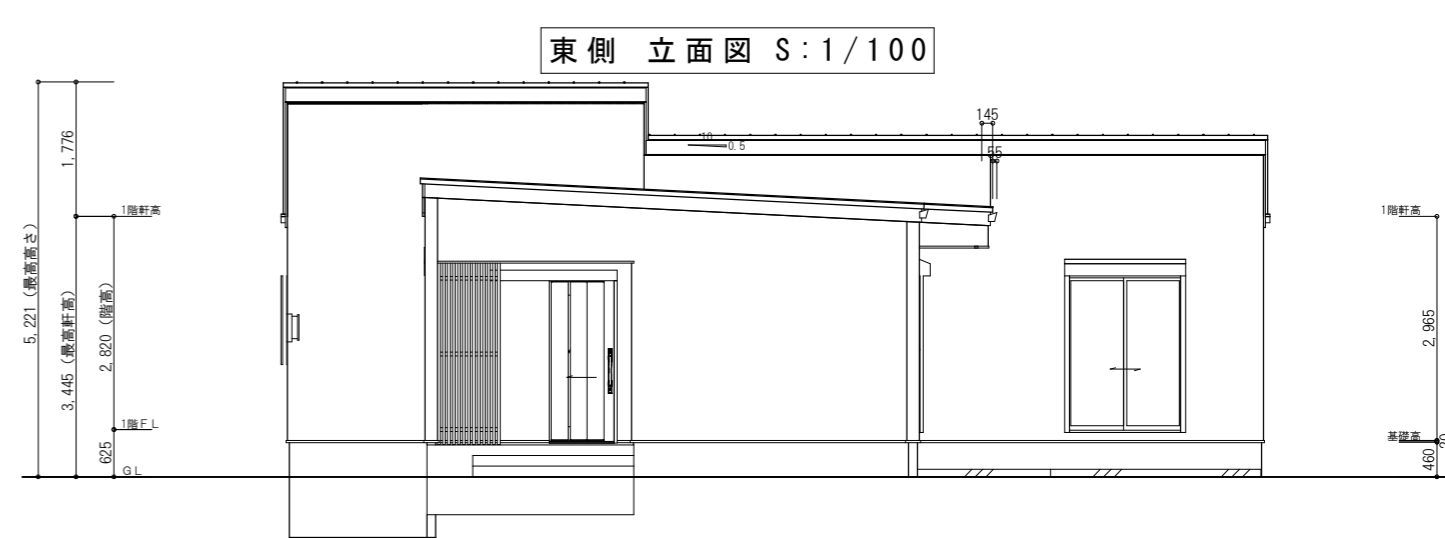 東側 立面図 S:1/100
5,221 (最高高さ)
1,776
3,445 (最高軒高)
1階軒高
2,820 (階高)
1階FL
625
GL
10
0.5
145
55
1階軒高
2,965
基礎高
20
460